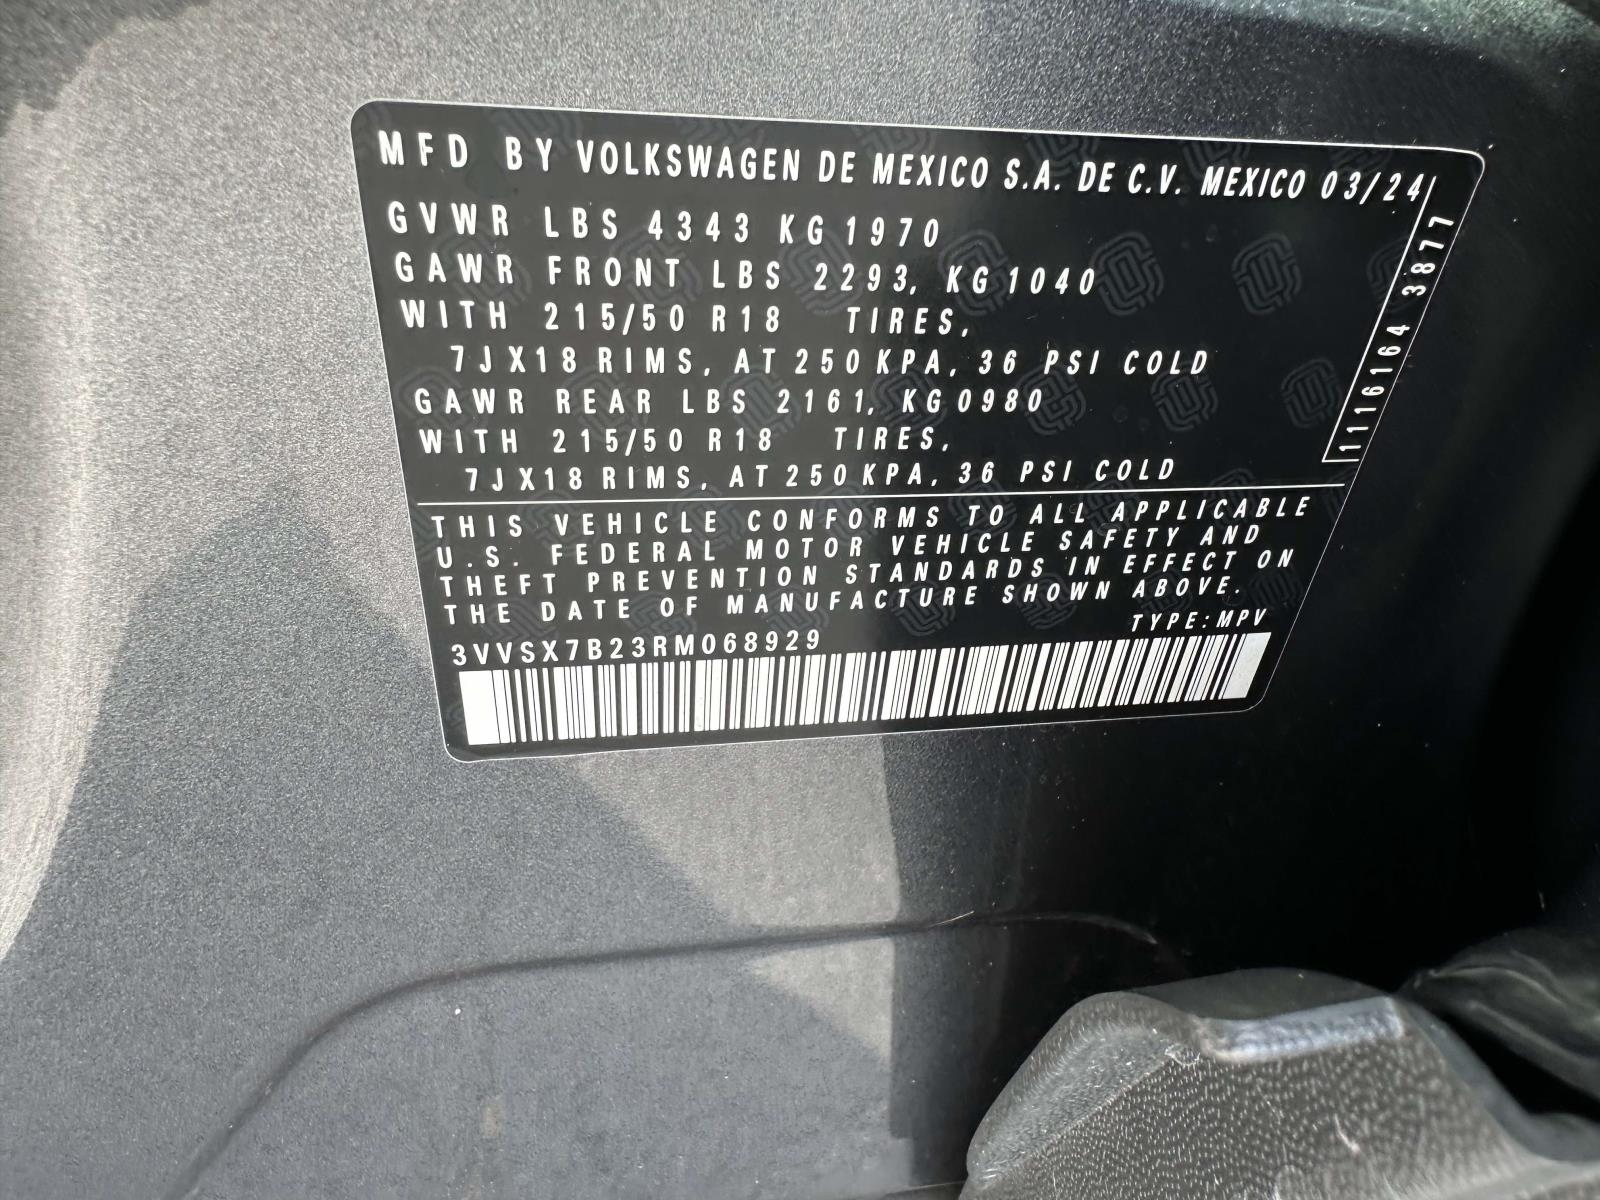 MFD BY VOLKSWAGEN DE MEXICO S.A. DE C.V. MEXICO 03/24
GVWR LBS 4343 KG 1970
GAWR FRONT LBS 2293, KG 1040
WITH 215/50 R18 TIRES,
7JX18 RIMS, AT 250 KPA, 36 PSI COLD
GAWR REAR LBS 2161, KG0980
WITH 215/50 R18 TIRES,
7JX18 RIMS, AT 250 KPA, 36 PSI COLD
1116164 3877
THIS VEHICLE CONFORMS TO ALL APPLICABLE
U.S. FEDERAL MOTOR VEHICLE SAFETY AND
THEFT PREVENTION STANDARDS IN EFFECT ON
THE DATE OF MANUFACTURE SHOWN ABOVE.
TYPE:MPV
3VVSX7B23RM068929